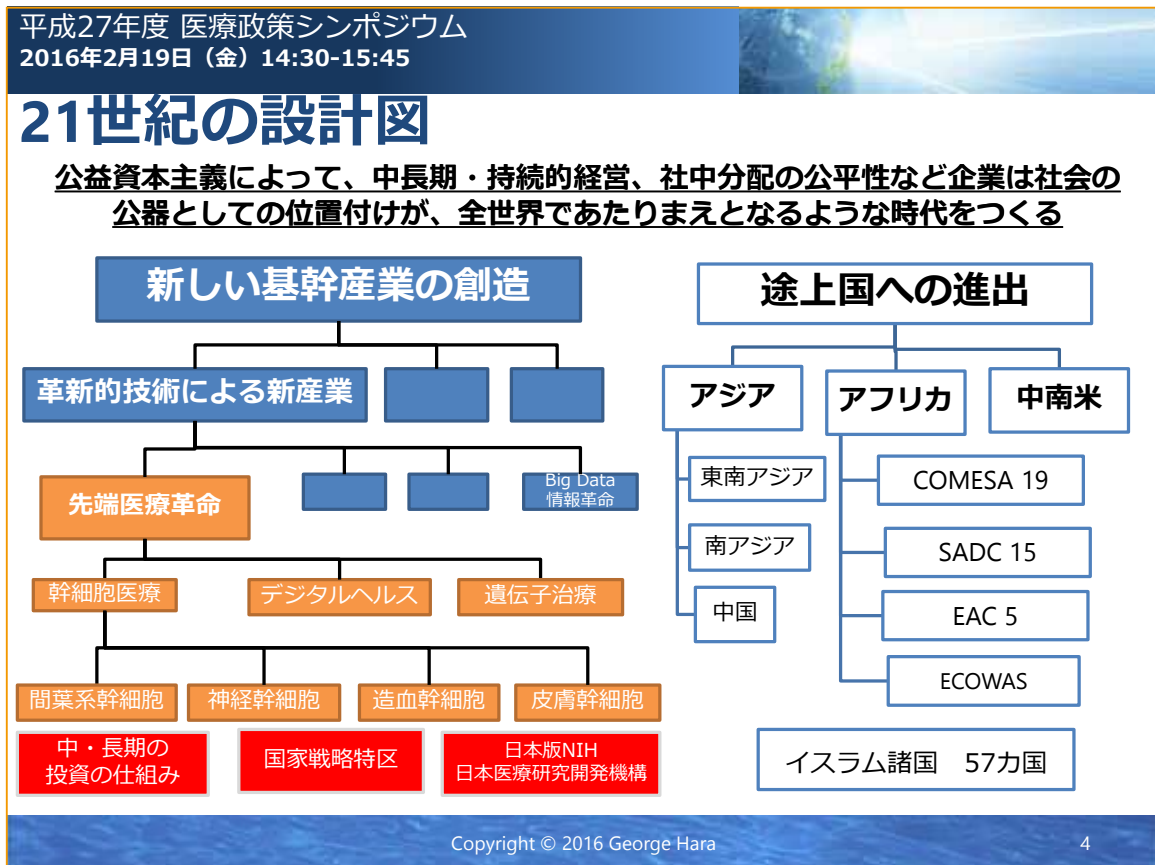 平成27年度 医療政策シンポジウム
2016年2月19日（金）14:30-15:45
21世紀の設計図
公益資本主義によって、中長期・持続的経営、社中分配の公平性など企業は社会の
公器としての位置付けが、全世界であたりまえとなるような時代をつくる
新しい基幹産業の創造
革新的技術による新産業
先端医療革命
Big Data
情報革命
幹細胞医療
デジタルヘルス
遺伝子治療
間葉系幹細胞
神経幹細胞
造血幹細胞
皮膚幹細胞
中・長期の
投資の仕組み
国家戦略特区
日本版NIH
日本医療研究開発機構
途上国への進出
アジア
アフリカ
中南米
東南アジア
南アジア
中国
COMESA 19
SADC 15
EAC 5
ECOWAS
イスラム諸国　57カ国
Copyright © 2016 George Hara
4